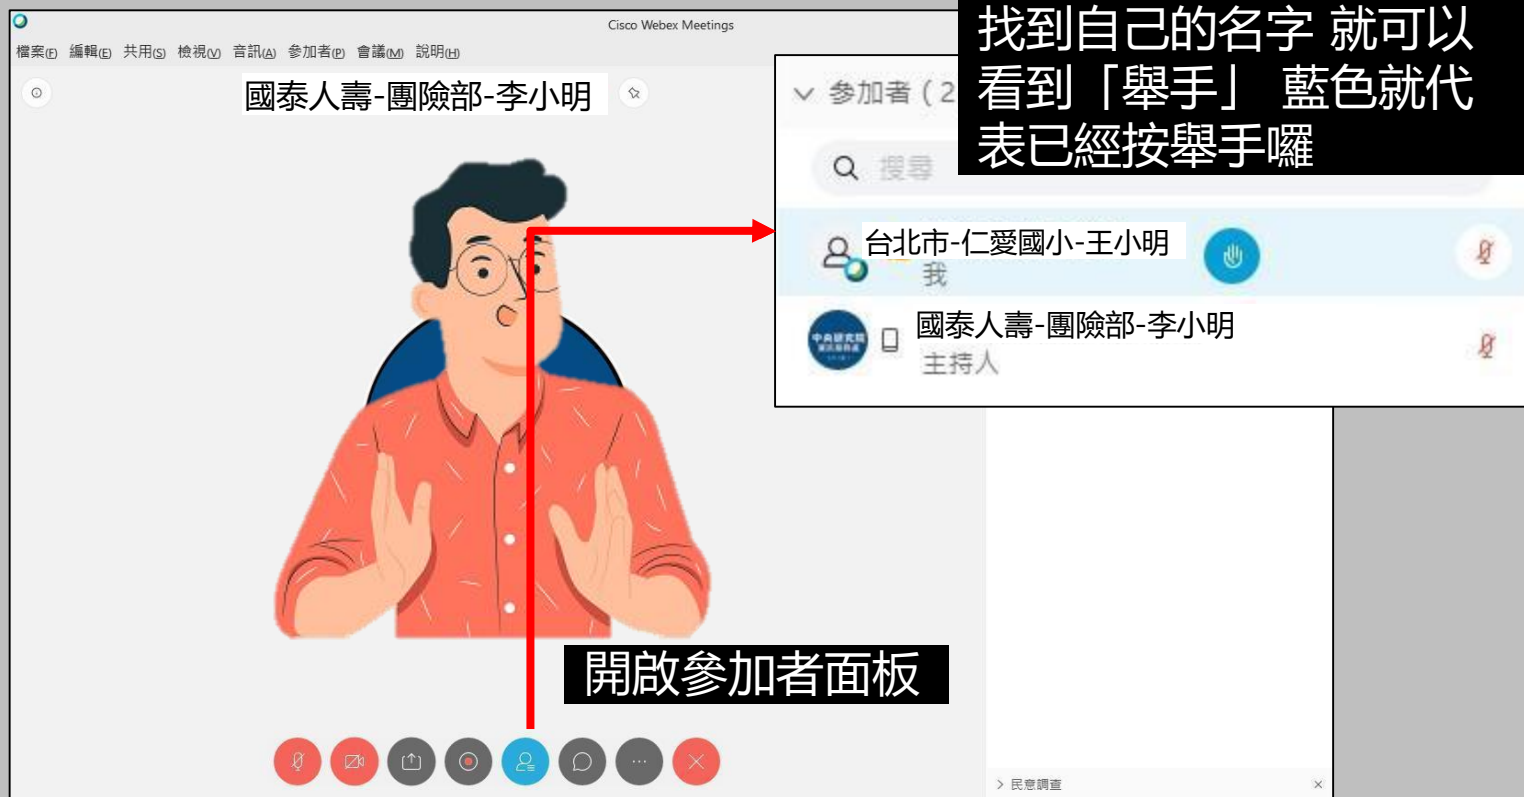 Cisco Webex Meetings
檔案(F) 編輯(E) 共用(S) 檢視(V) 音訊(A) 參加者(P) 會議(M) 說明(H)
國泰人壽-團險部-李小明
找到自己的名字 就可以
看到「舉手」 藍色就代
表已經按舉手囉
參加者 ( 2
搜尋
台北市-仁愛國小-王小明
我
國泰人壽-團險部-李小明
主持人
中央研究院
開啟參加者面板
民意調查